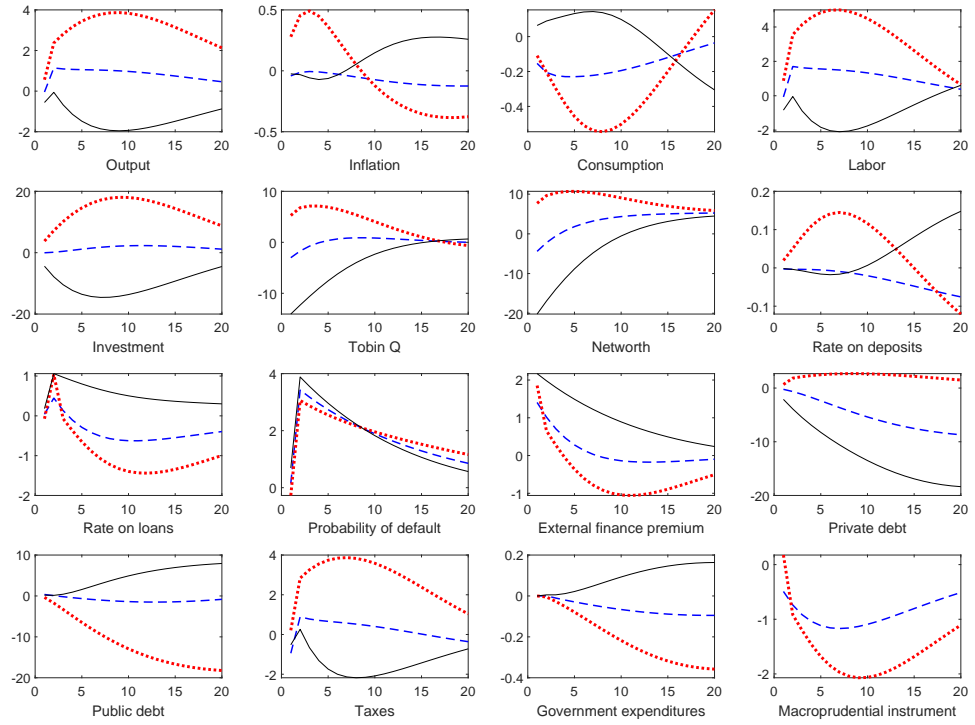 4
2
0
-2
0 5 10 15 20
Output
0.5
0
-0.5
0 5 10 15 20
Inflation
0
-0.2
-0.4
0 5 10 15 20
Consumption
4
2
0
-2
0 5 10 15 20
Labor
20
0
-20
0 5 10 15 20
Investment
10
0
-10
0 5 10 15 20
Tobin Q
10
0
-10
-20
0 5 10 15 20
Networth
0.2
0.1
0
-0.1
0 5 10 15 20
Rate on deposits
1
0
-1
-2
0 5 10 15 20
Rate on loans
4
2
0
0 5 10 15 20
Probability of default
2
1
0
-1
0 5 10 15 20
External finance premium
0
-10
-20
0 5 10 15 20
Private debt
10
0
-10
-20
0 5 10 15 20
Public debt
4
2
0
-2
0 5 10 15 20
Taxes
0.2
0
-0.2
-0.4
0 5 10 15 20
Government expenditures
0
-1
-2
0 5 10 15 20
Macroprudential instrument